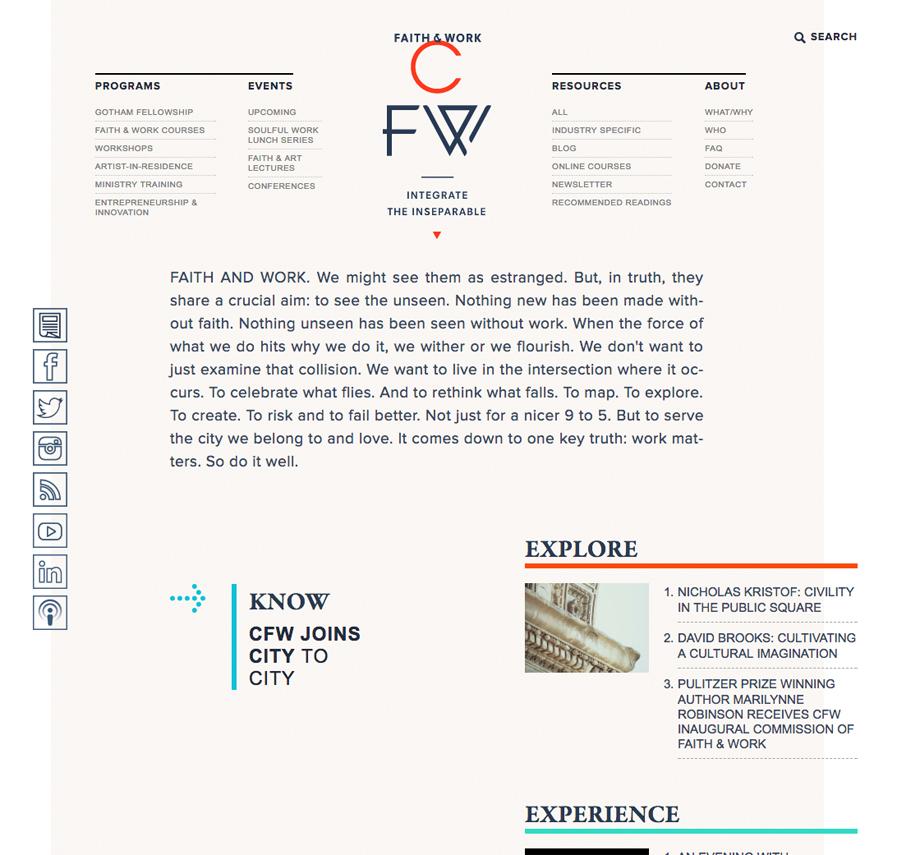 FAITH & WORK
SEARCH
C
FW
INTEGRATE
THE INSEPARABLE
PROGRAMS
GOTHAM FELLOWSHIP
FAITH & WORK COURSES
WORKSHOPS
ARTIST-IN-RESIDENCE
MINISTRY TRAINING
ENTREPRENEURSHIP &
INNOVATION
EVENTS
UPCOMING
SOULFUL WORK
LUNCH SERIES
FAITH & ART
LECTURES
CONFERENCES
RESOURCES
ALL
INDUSTRY SPECIFIC
BLOG
ONLINE COURSES
NEWSLETTER
RECOMMENDED READINGS
ABOUT
WHAT/WHY
WHO
FAQ
DONATE
CONTACT
FAITH AND WORK. We might see them as estranged. But, in truth, they
share a crucial aim: to see the unseen. Nothing new has been made with-
out faith. Nothing unseen has been seen without work. When the force of
what we do hits why we do it, we wither or we flourish. We don't want to
just examine that collision. We want to live in the intersection where it oc-
curs. To celebrate what flies. And to rethink what falls. To map. To explore.
To create. To risk and to fail better. Not just for a nicer 9 to 5. But to serve
the city we belong to and love. It comes down to one key truth: work mat-
ters. So do it well.
in
KNOW
CFW JOINS
CITY TO
CITY
EXPLORE
1. NICHOLAS KRISTOF: CIVILITY
IN THE PUBLIC SQUARE
2. DAVID BROOKS: CULTIVATING
A CULTURAL IMAGINATION
3. PULITZER PRIZE WINNING
AUTHOR MARILYNNE
ROBINSON RECEIVES CFW
INAUGURAL COMMISSION OF
FAITH & WORK
EXPERIENCE
1. AN EVENING WITH